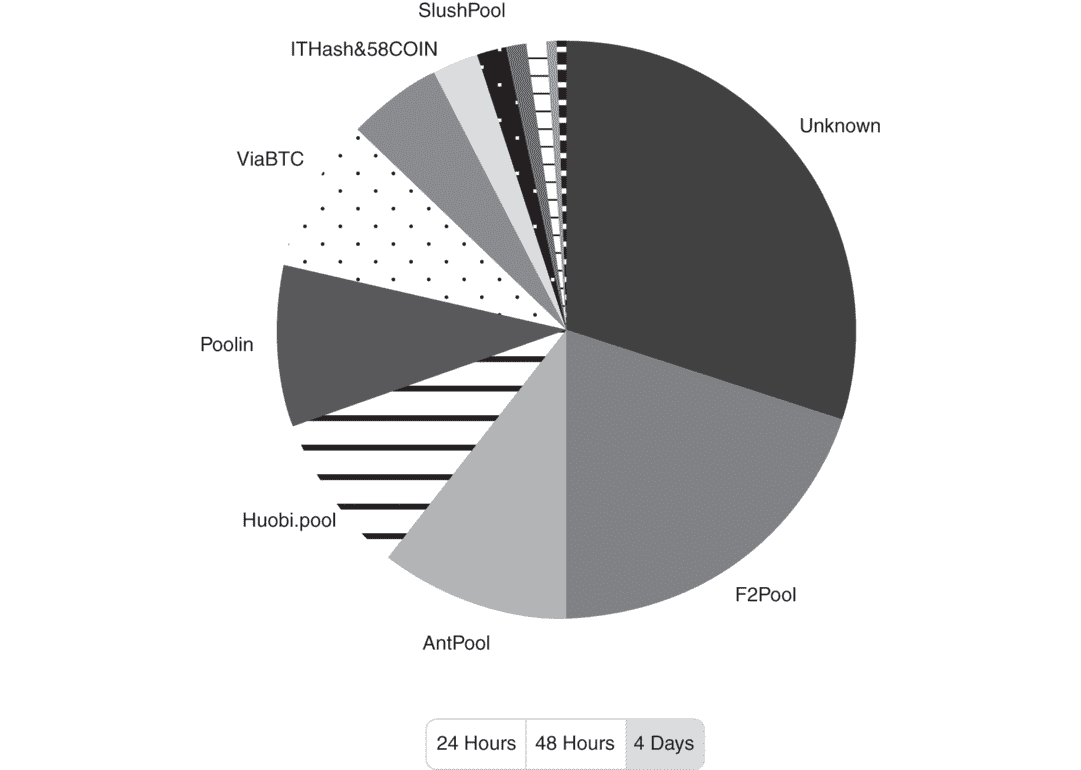 SlushPool
ITHash&58COIN
Unknown
ViaBTC
Poolin
Huobi.pool
F2Pool
AntPool
24 Hours
48 Hours
4 Days